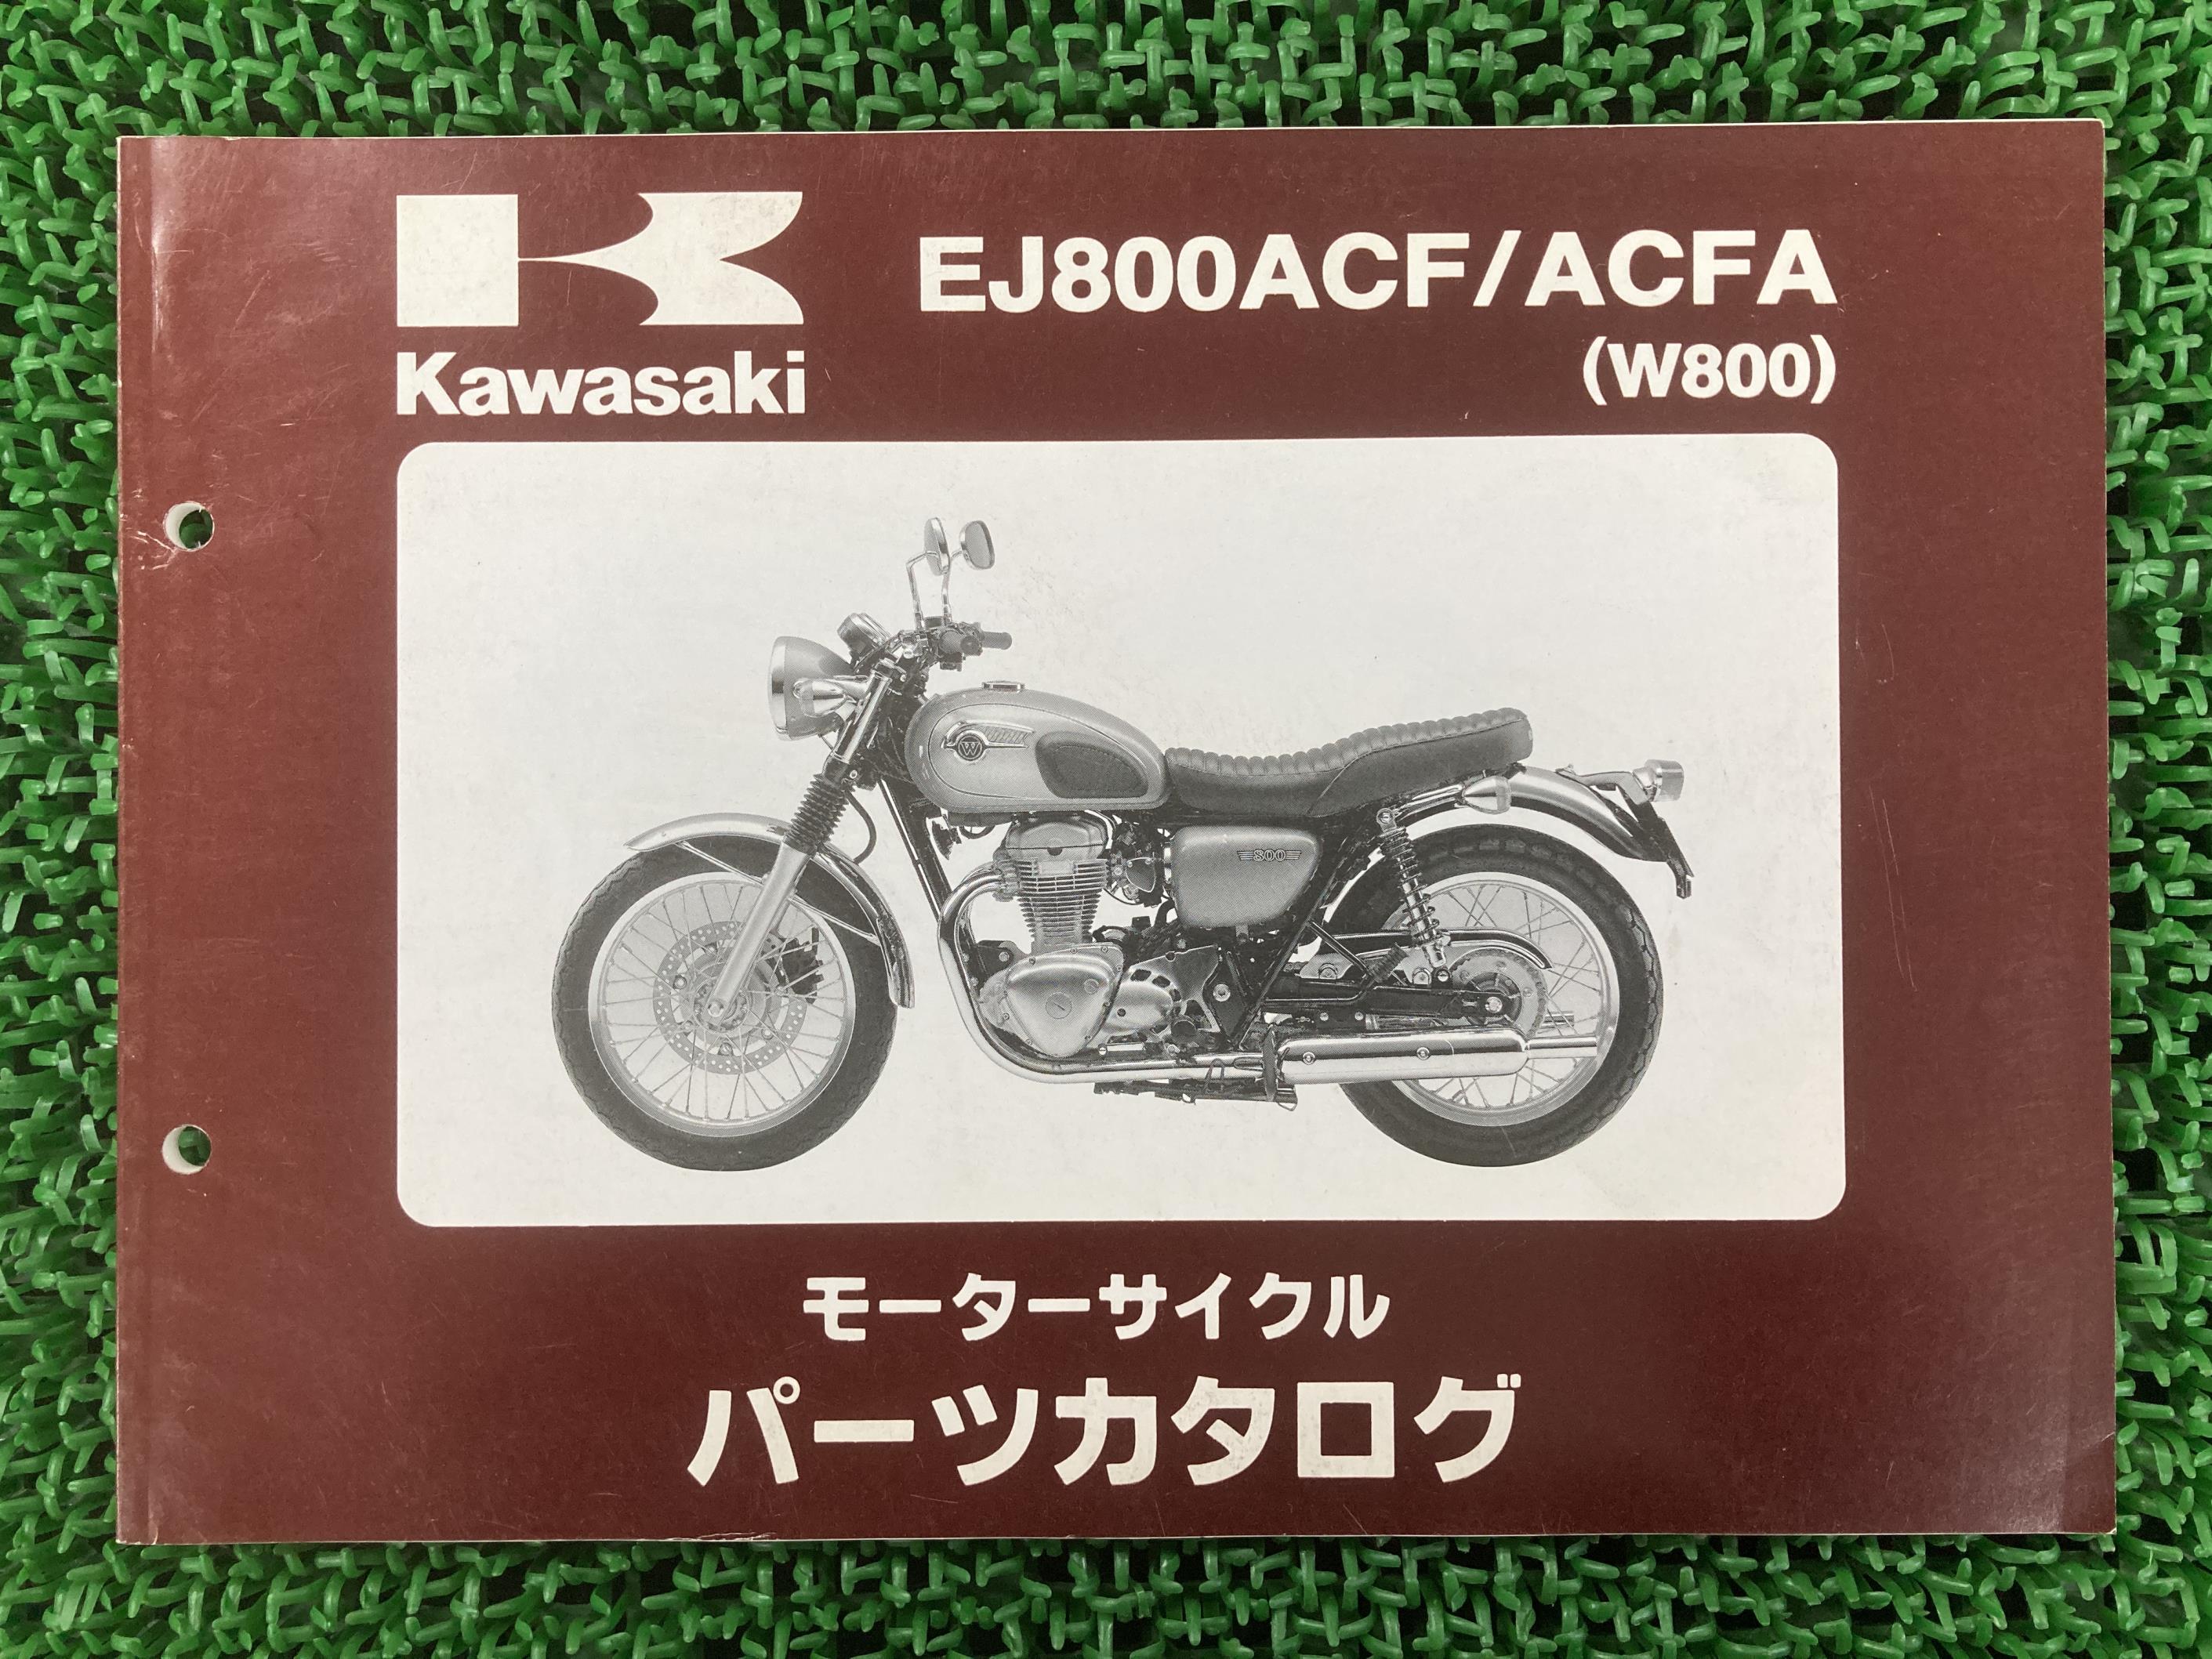 EJ800ACF/ACFA
(W800)
Kawasaki
W
800
モーターサイクル
パーツカタログ